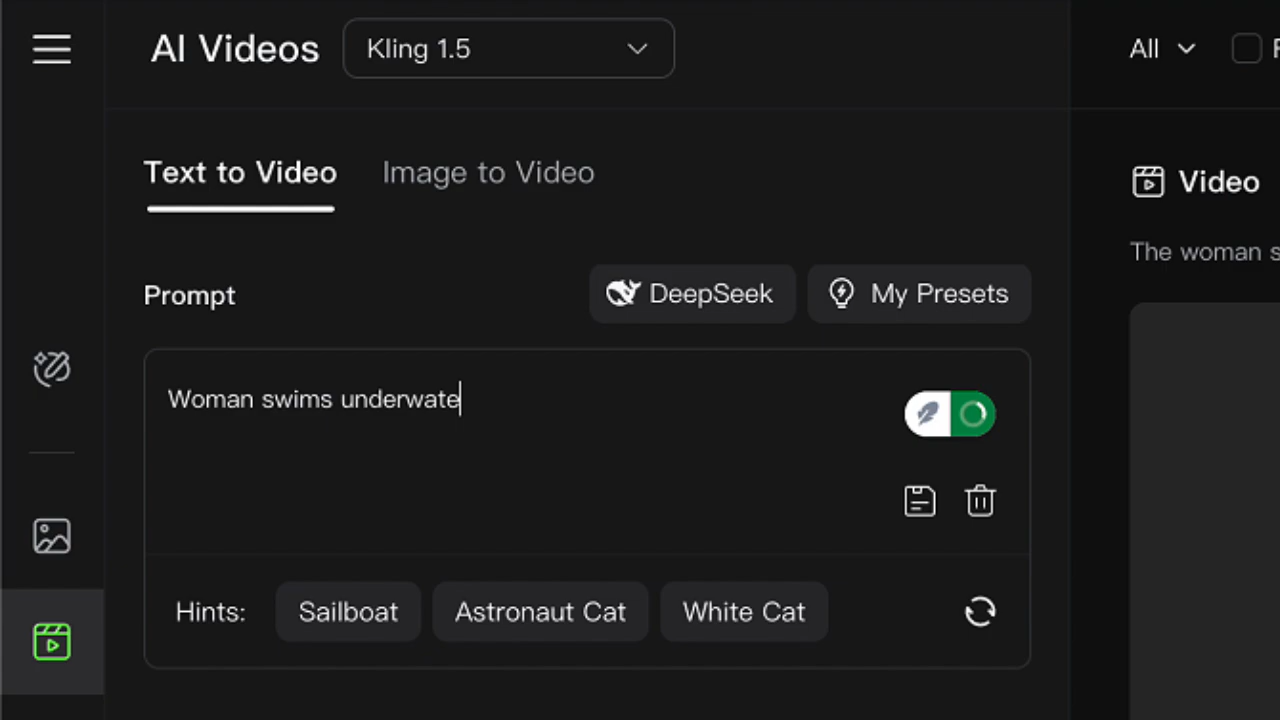 AI Videos
Kling 1.5
All
Text to Video
Image to Video
Video
The woman
Prompt
DeepSeek
My Presets
Woman swims underwate
Hints:
Sailboat
Astronaut Cat
White Cat